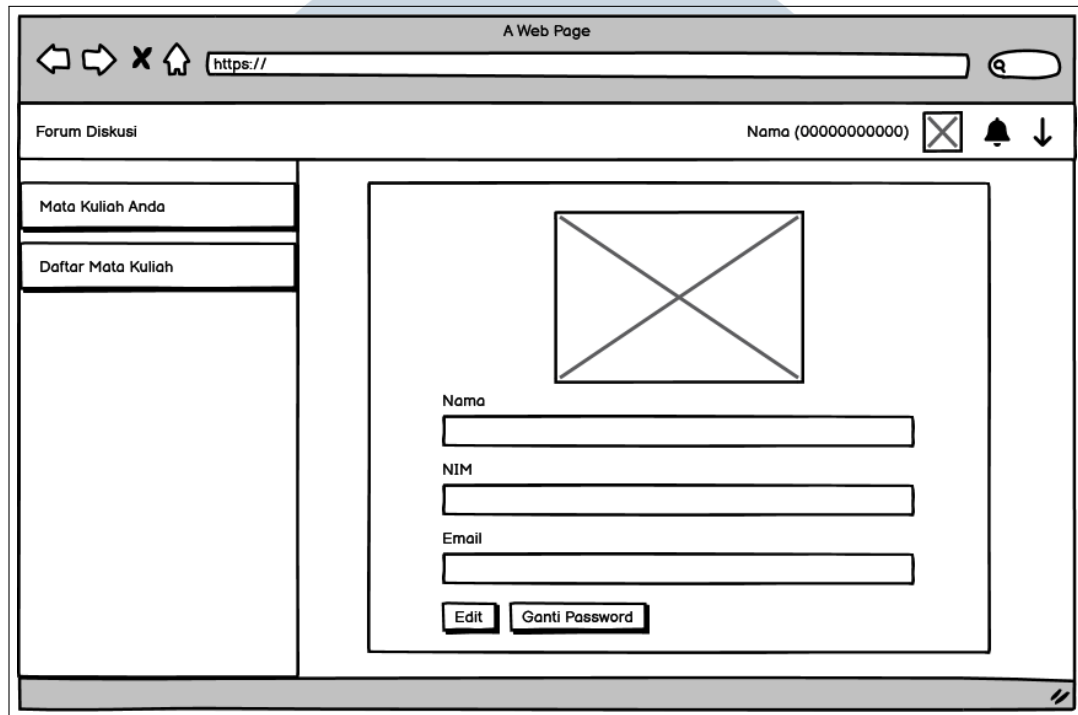 A Web Page
https://
Forum Diskusi
Nama (00000000000)
Mata Kuliah Anda
Daftar Mata Kuliah
Nama
NIM
Email
Edit
Ganti Password